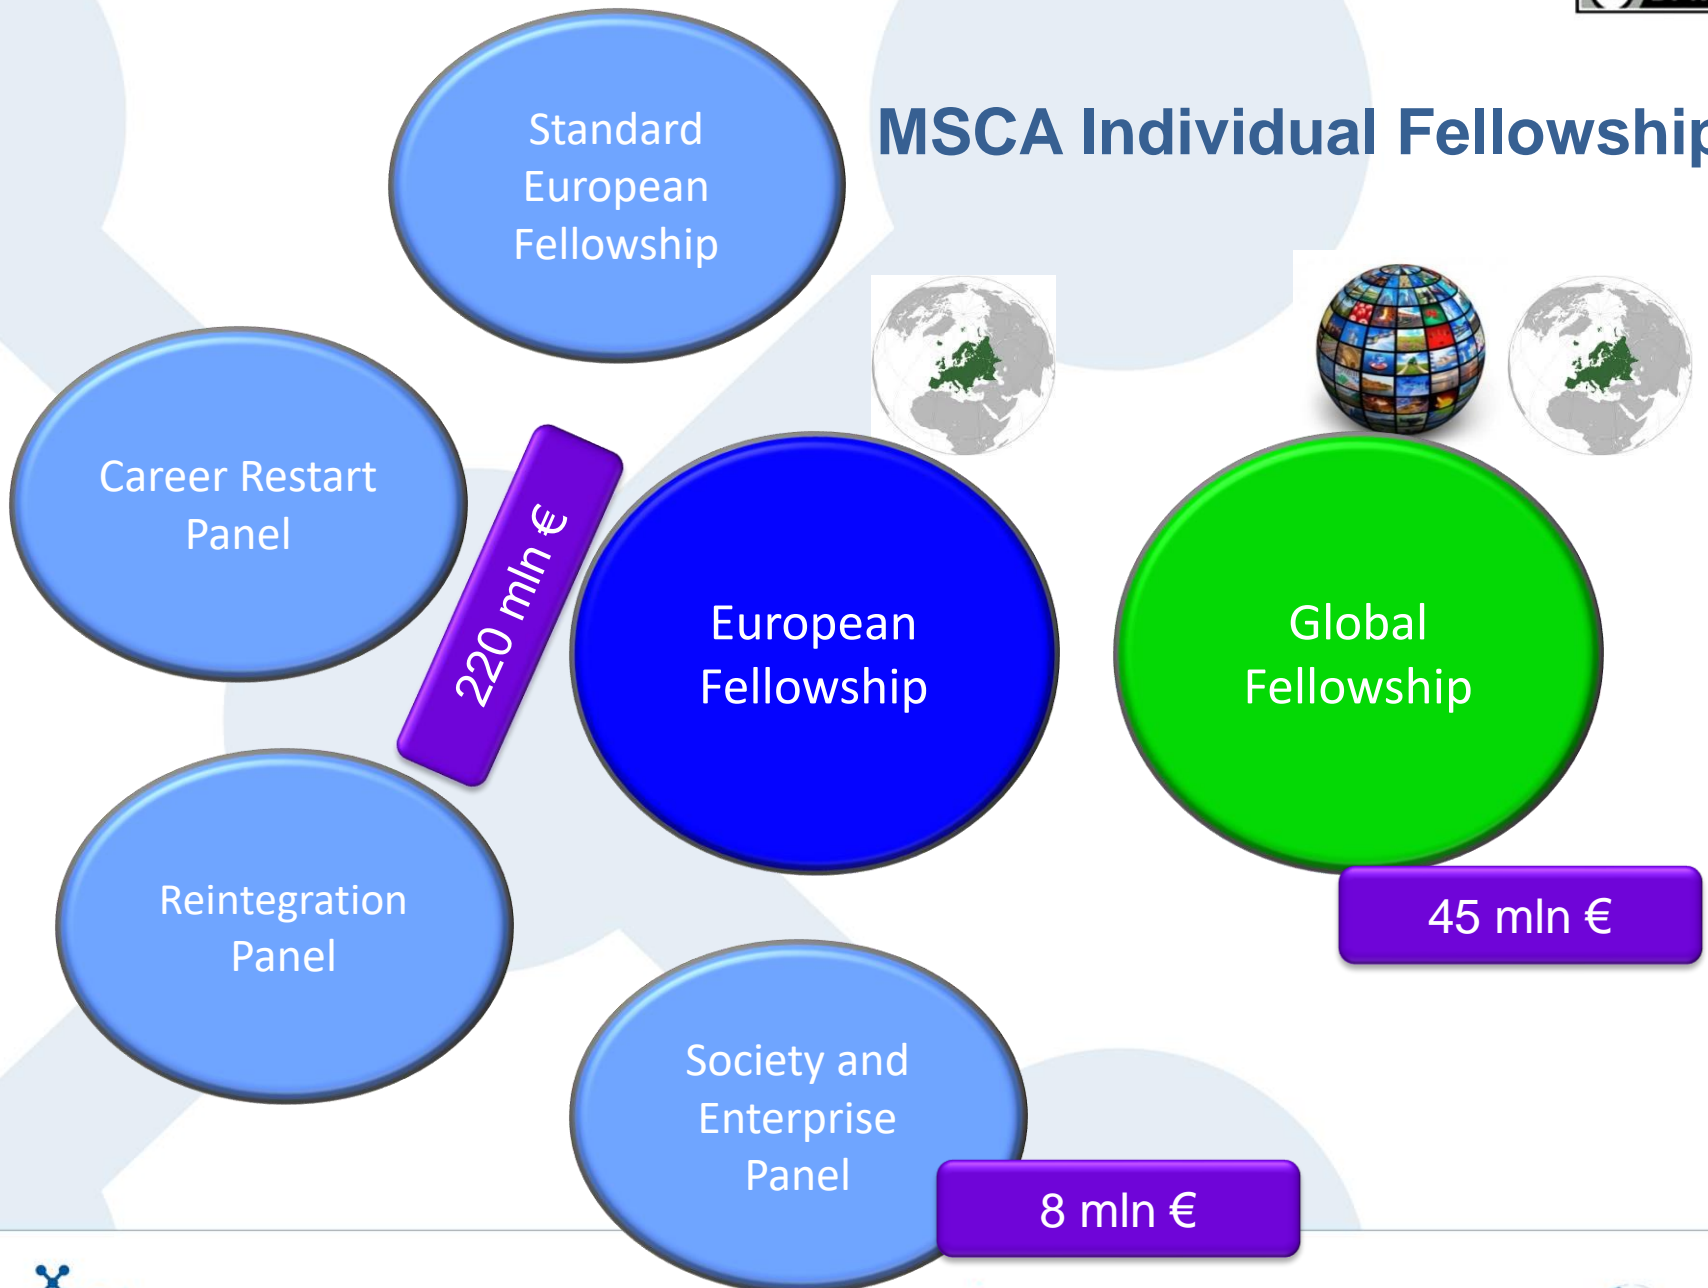 MSCA Individual
Standard
European
Fellowship
Career Restart
Panel
220 mln €
European
Fellowship
Global
Fellowship
45 mln €
Reintegration
Panel
Society and
Enterprise
Panel
8 mln €